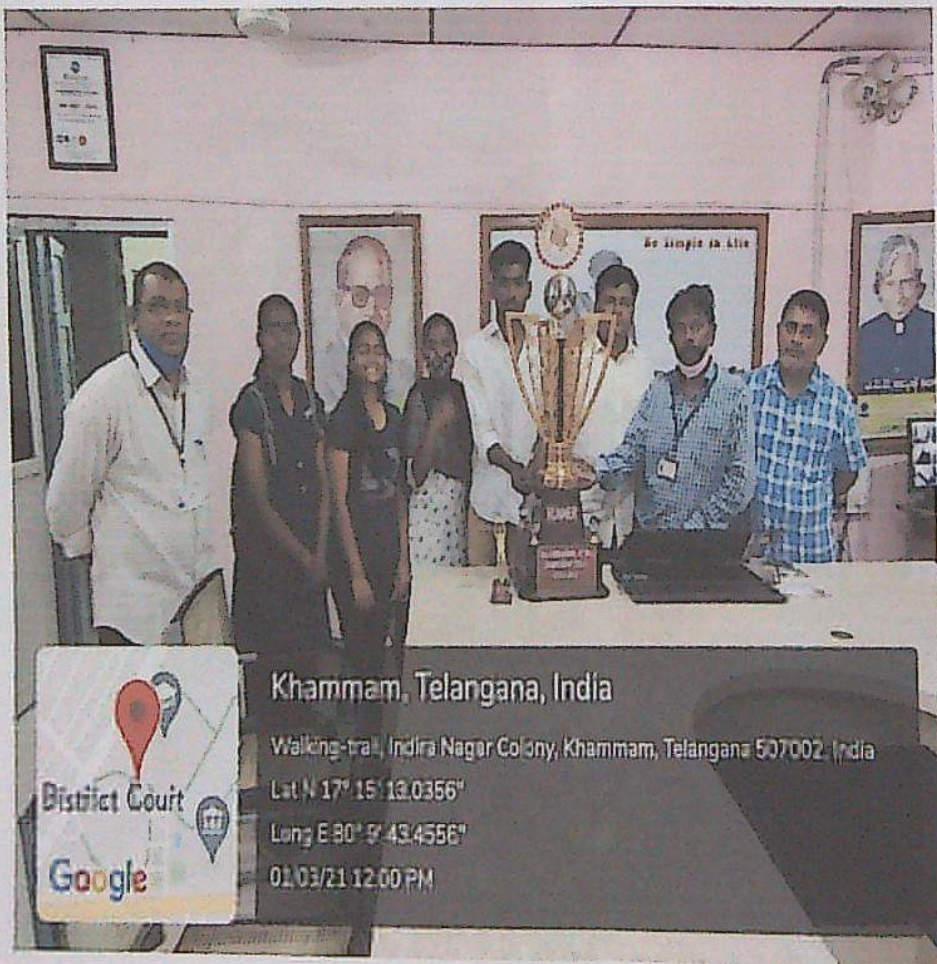 Be Simple in Life
RUNNER
Khammam, Telangana, India
Walking-trail, Indira Nagar Colony, Khammam, Telangana 507002, India
Lat N 17° 15' 13.0356"
Long E 80° 9' 43.4556"
01/03/21 12:00 PM
District Court
Google